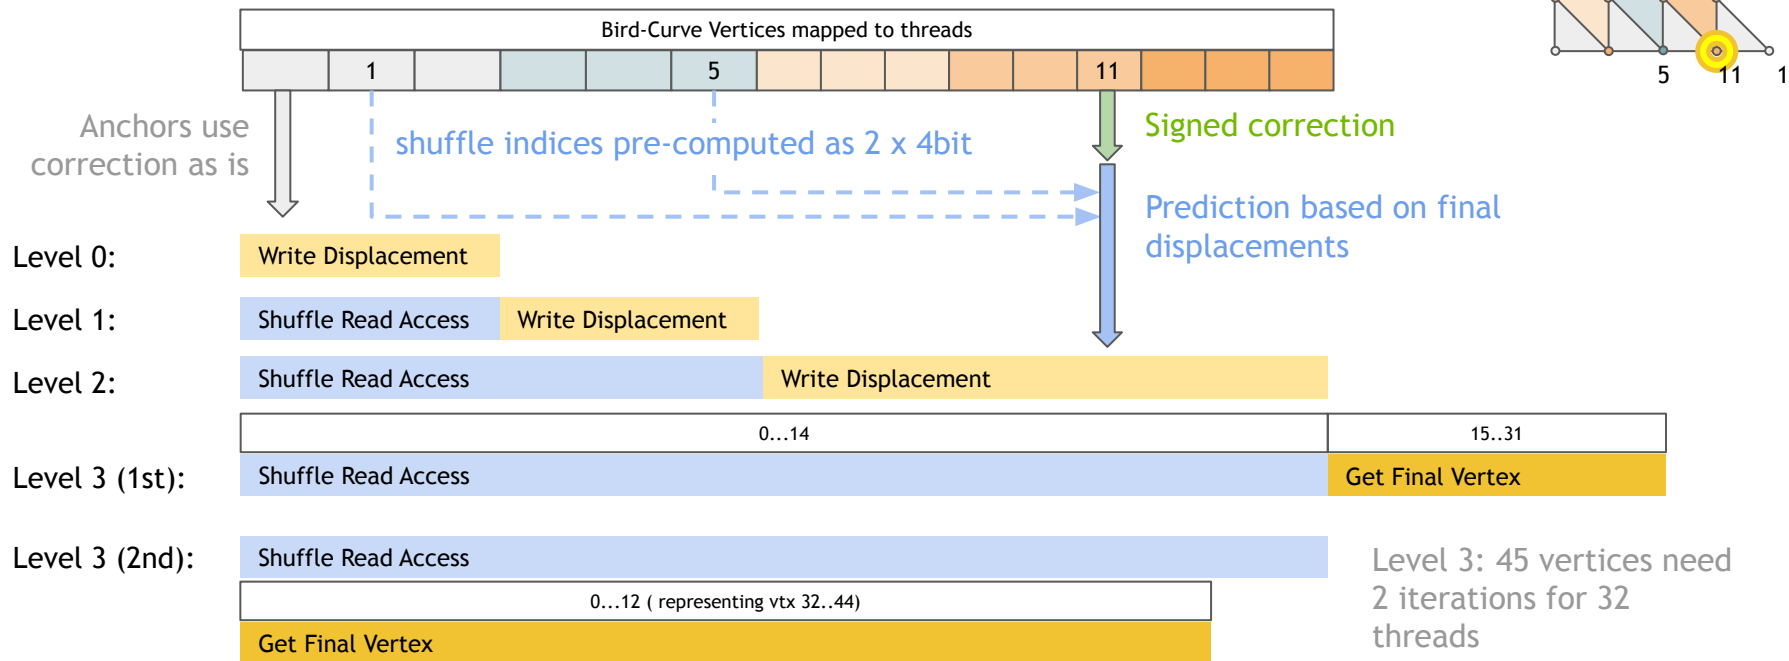 Bird-Curve Vertices mapped to threads
1
5
11
5
11
1
Anchors use
correction as is
shuffle indices pre-computed as 2 x 4bit
Signed correction
Prediction based on final
displacements
Level 0:
Write Displacement
Level 1:
Shuffle Read Access
Write Displacement
Level 2:
Shuffle Read Access
Write Displacement
0...14
15..31
Level 3 (1st):
Shuffle Read Access
Get Final Vertex
Level 3 (2nd):
Shuffle Read Access
0...12 ( representing vtx 32..44)
Get Final Vertex
Level 3: 45 vertices need
2 iterations for 32
threads